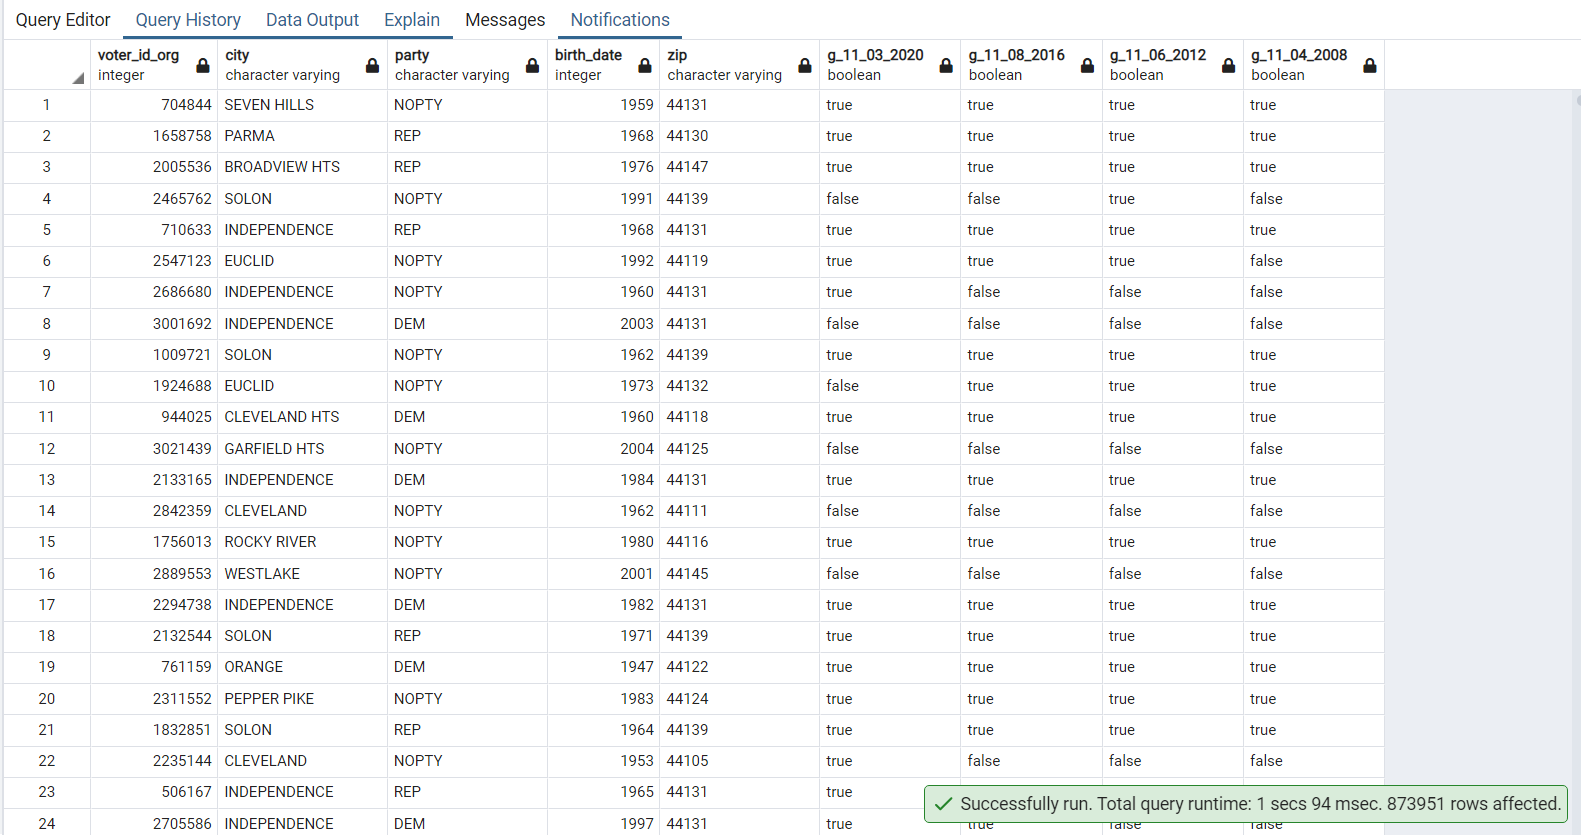 Query Editor Query History Data Output Explain Messages Notifications
voter_id_org city party birth_date zip g_11_03_2020 g_11_08_2016 g_11_06_2012 g_11_04_2008
integer character varying character varying integer character varying boolean boolean boolean boolean
1 704844 SEVEN HILLS NOPTY 1959 44131 true true true true
2 1658758 PARMA REP 1968 44130 true true true true
3 2005536 BROADVIEW HTS REP 1976 44147 true true true true
4 2465762 SOLON NOPTY 1991 44139 false false true false
5 710633 INDEPENDENCE REP 1968 44131 true true true true
6 2547123 EUCLID NOPTY 1992 44119 true true true false
7 2686680 INDEPENDENCE NOPTY 1960 44131 true false false false
8 3001692 INDEPENDENCE DEM 2003 44131 false false false false
9 1009721 SOLON NOPTY 1962 44139 true true true true
10 1924688 EUCLID NOPTY 1973 44132 false true true true
11 944025 CLEVELAND HTS DEM 1960 44118 true true true true
12 3021439 GARFIELD HTS NOPTY 2004 44125 false false false false
13 2133165 INDEPENDENCE DEM 1984 44131 true true true true
14 2842359 CLEVELAND NOPTY 1962 44111 false false false false
15 1756013 ROCKY RIVER NOPTY 1980 44116 true true true true
16 2889553 WESTLAKE NOPTY 2001 44145 false false false false
17 2294738 INDEPENDENCE DEM 1982 44131 true true true true
18 2132544 SOLON REP 1971 44139 true true true true
19 761159 ORANGE DEM 1947 44122 true true true true
20 2311552 PEPPER PIKE NOPTY 1983 44124 true true true true
21 1832851 SOLON REP 1964 44139 true true true true
22 2235144 CLEVELAND NOPTY 1953 44105 true false false false
23 506167 INDEPENDENCE REP 1965 44131 true
Successfully run. Total query runtime: 1 secs 94 msec. 873951 rows affected.
24 2705586 INDEPENDENCE DEM 1997 44131 true true false false